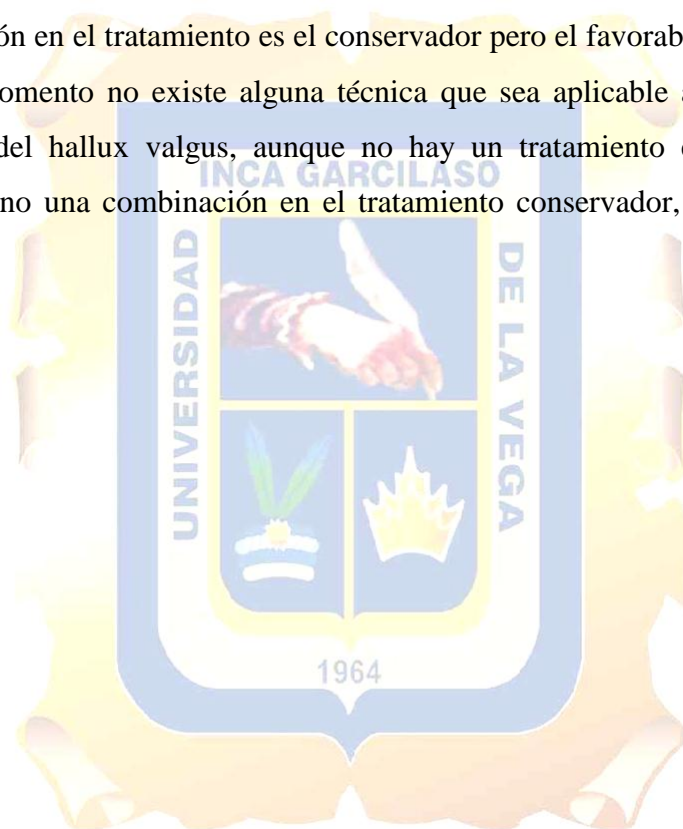 ón en el tratamiento es el conservador pero el favorab
omento no existe alguna técnica que sea aplicable a
del hallux valgus, aunque no hay un tratamiento
no una combinación en el tratamiento conservador,
INCA GARCILASO
UNIVERSIDAD
DE LA VEGA
1964